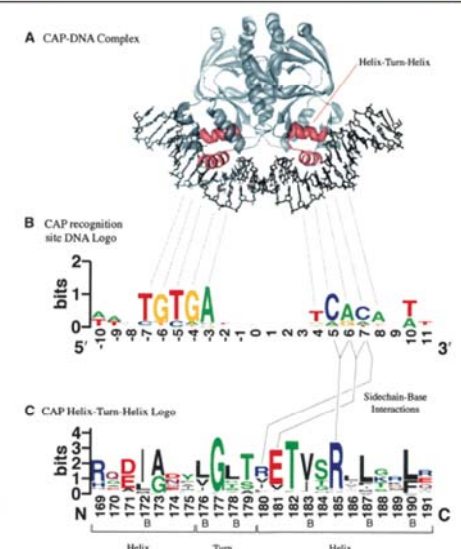 A CAP-DNA Complex
Helix-Turn-Helix
B CAP recognition
site DNA Logo
2
1
0
bits
TGTGA
TCACA
5' -10 -9 -8 -7 -6 -5 -4 -3 -2 -1 0 1 2 3 4 5 6 7 8 9 10 11 3'
Sidechain-Base
Interactions
C CAP Helix-Turn-Helix Logo
4
3
2
1
0
bits
N 169 170 171 172 173 174 175 176 177 178 179 180 181 182 183 184 185 186 187 188 189 190 191 C
B B B B B B
Helix Turn Helix